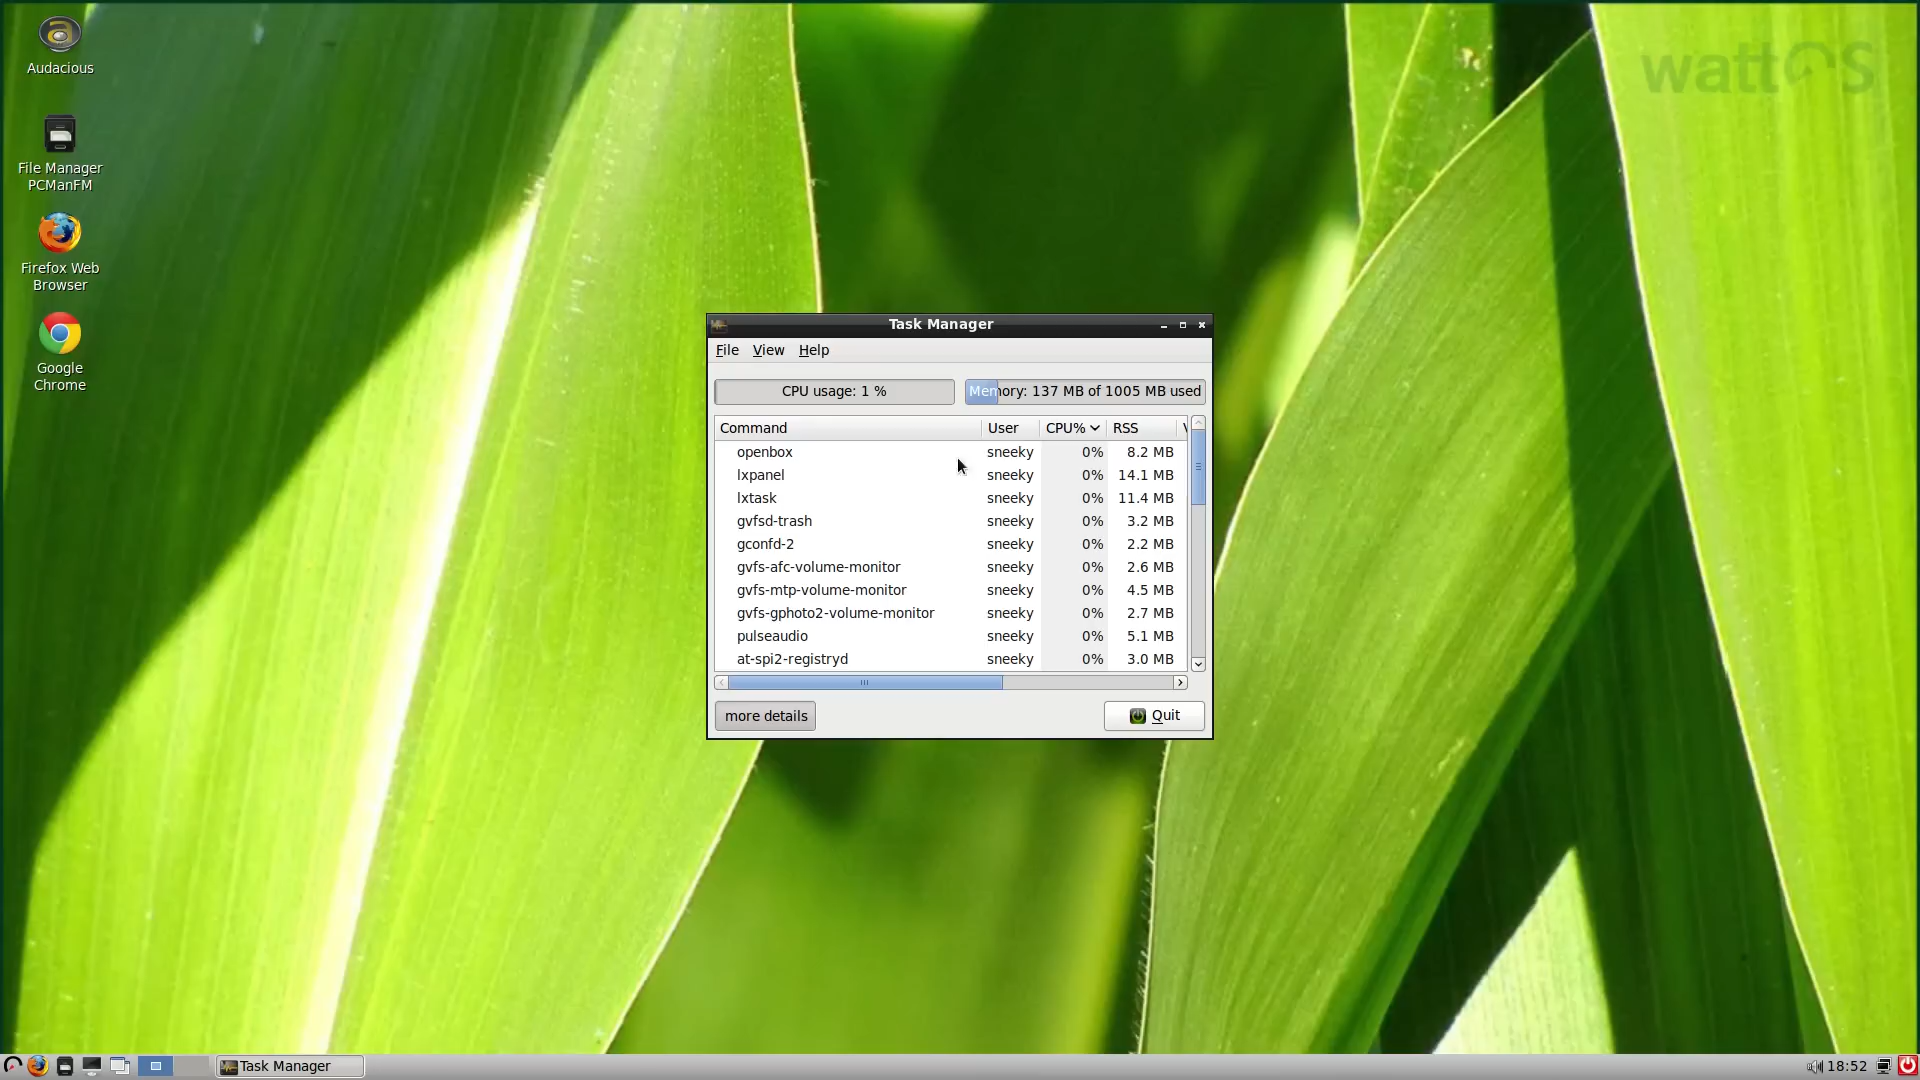 Audacious
File Manager
PCManFM
Firefox Web
Browser
Google
Chrome
wattOS
Task Manager
File View Help
CPU usage: 1 % Memory: 137 MB of 1005 MB used
Command User CPU% RSS
openbox sneeky 0% 8.2 MB
lxpanel sneeky 0% 14.1 MB
lxtask sneeky 0% 11.4 MB
gvfsd-trash sneeky 0% 3.2 MB
gconfd-2 sneeky 0% 2.2 MB
gvfs-afc-volume-monitor sneeky 0% 2.6 MB
gvfs-mtp-volume-monitor sneeky 0% 4.5 MB
gvfs-gphoto2-volume-monitor sneeky 0% 2.7 MB
pulseaudio sneeky 0% 5.1 MB
at-spi2-registryd sneeky 0% 3.0 MB
more details Quit
Task Manager 18:52